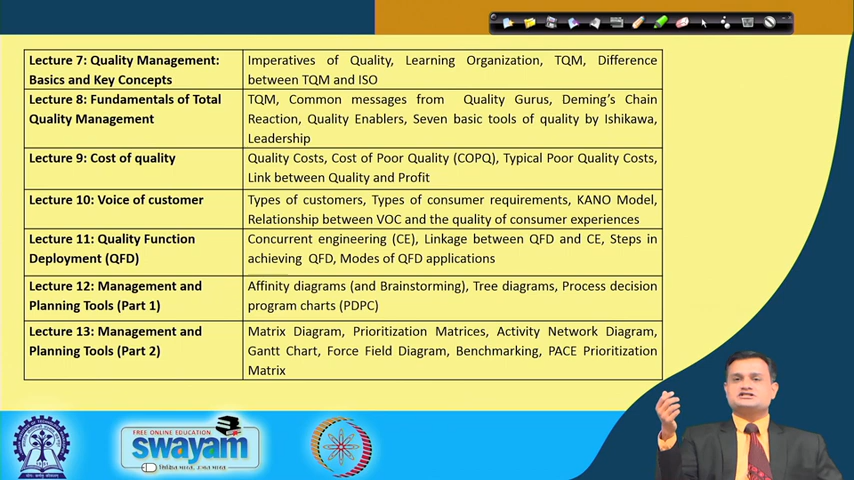 Lecture 7: Quality Management:
Basics and Key Concepts
Imperatives of Quality, Learning Organization, TQM, Difference
between TQM and ISO
Lecture 8: Fundamentals of Total
Quality Management
TQM, Common messages from Quality Gurus, Deming's Chain
Reaction, Quality Enablers, Seven basic tools of quality by Ishikawa,
Leadership
Lecture 9: Cost of quality
Quality Costs, Cost of Poor Quality (COPQ), Typical Poor Quality Costs,
Link between Quality and Profit
Lecture 10: Voice of customer
Types of customers, Types of consumer requirements, KANO Model,
Relationship between VOC and the quality of consumer experiences
Lecture 11: Quality Function
Deployment (QFD)
Concurrent engineering (CE), Linkage between QFD and CE, Steps in
achieving QFD, Modes of QFD applications
Lecture 12: Management and
Planning Tools (Part 1)
Affinity diagrams (and Brainstorming), Tree diagrams, Process decision
program charts (PDPC)
Lecture 13: Management and
Planning Tools (Part 2)
Matrix Diagram, Prioritization Matrices, Activity Network Diagram,
Gantt Chart, Force Field Diagram, Benchmarking, PACE Prioritization
Matrix
FREE ONLINE EDUCATION
swayam
शिक्षित भारत, उन्नत भारत